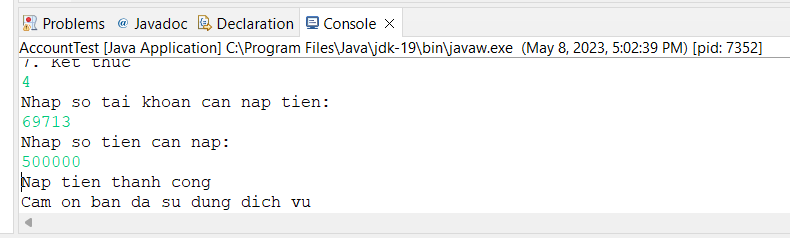 Problems @ Javadoc Declaration Console
AccountTest [Java Application] C:\Program Files\Java\jdk-19\bin\javaw.exe (May 8, 2023, 5:02:39 PM) [pid: 7352]
7. Ket thuc
4
Nhap so tai khoan can nap tien:
69713
Nhap so tien can nap:
500000
Nap tien thanh cong
Cam on ban da su dung dich vu